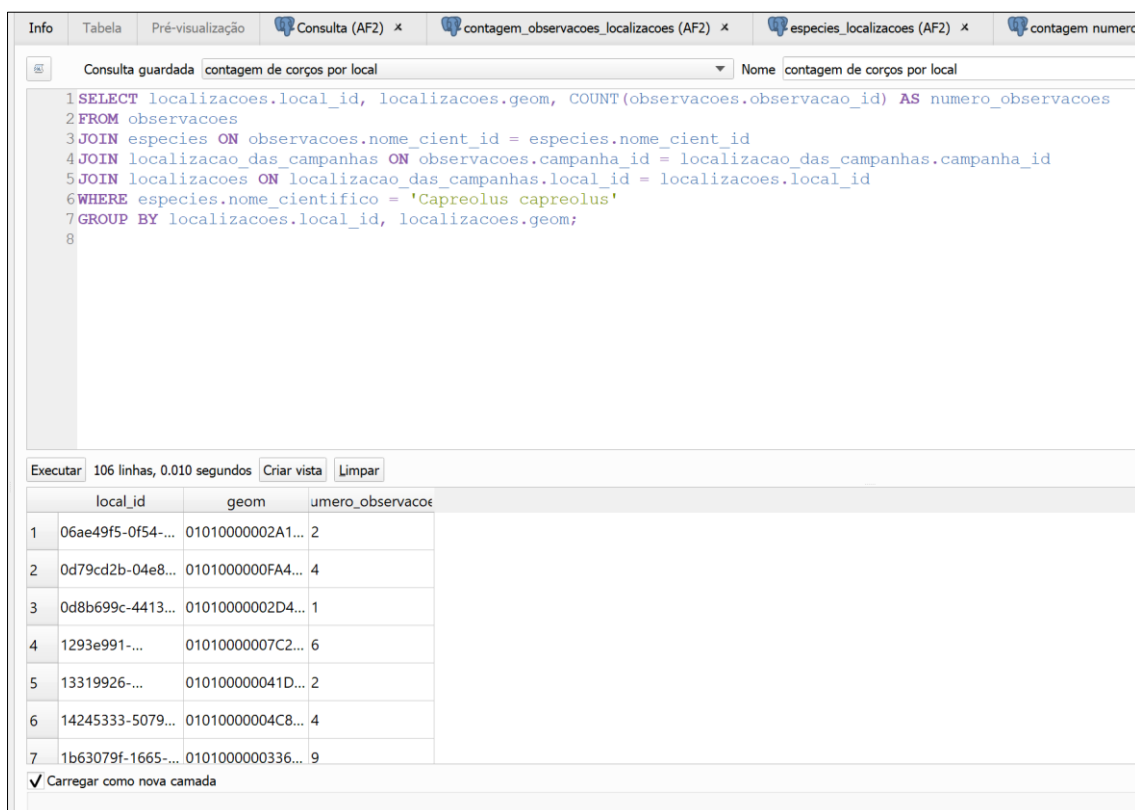 Info Tabela Pré-visualização Consulta (AF2) × contagem_observacoes_localizacoes (AF2) × especies_localizacoes (AF2) × contagem numero
Consulta guardada contagem de corços por local Nome contagem de corços por local
1 SELECT localizacoes.local_id, localizacoes.geom, COUNT(observacoes.observacao_id) AS numero_observacoes
2 FROM observacoes
3 JOIN especies ON observacoes.nome_cient_id = especies.nome_cient_id
4 JOIN localizacao_das_campanhas ON observacoes.campanha_id = localizacao_das_campanhas.campanha_id
5 JOIN localizacoes ON localizacao_das_campanhas.local_id = localizacoes.local_id
6 WHERE especies.nome_cientifico = 'Capreolus capreolus'
7 GROUP BY localizacoes.local_id, localizacoes.geom;
8
Executar 106 linhas, 0.010 segundos Criar vista Limpar
local_id geom umero_observacoe
1 06ae49f5-0f54-... 01010000002A1... 2
2 0d79cd2b-04e8... 0101000000FA4... 4
3 0d8b699c-4413... 01010000002D4... 1
4 1293e991-... 01010000007C2... 6
5 13319926-... 010100000041D... 2
6 14245333-5079... 01010000004C8... 4
7 1b63079f-1665-... 0101000000336... 9
Carregar como nova camada